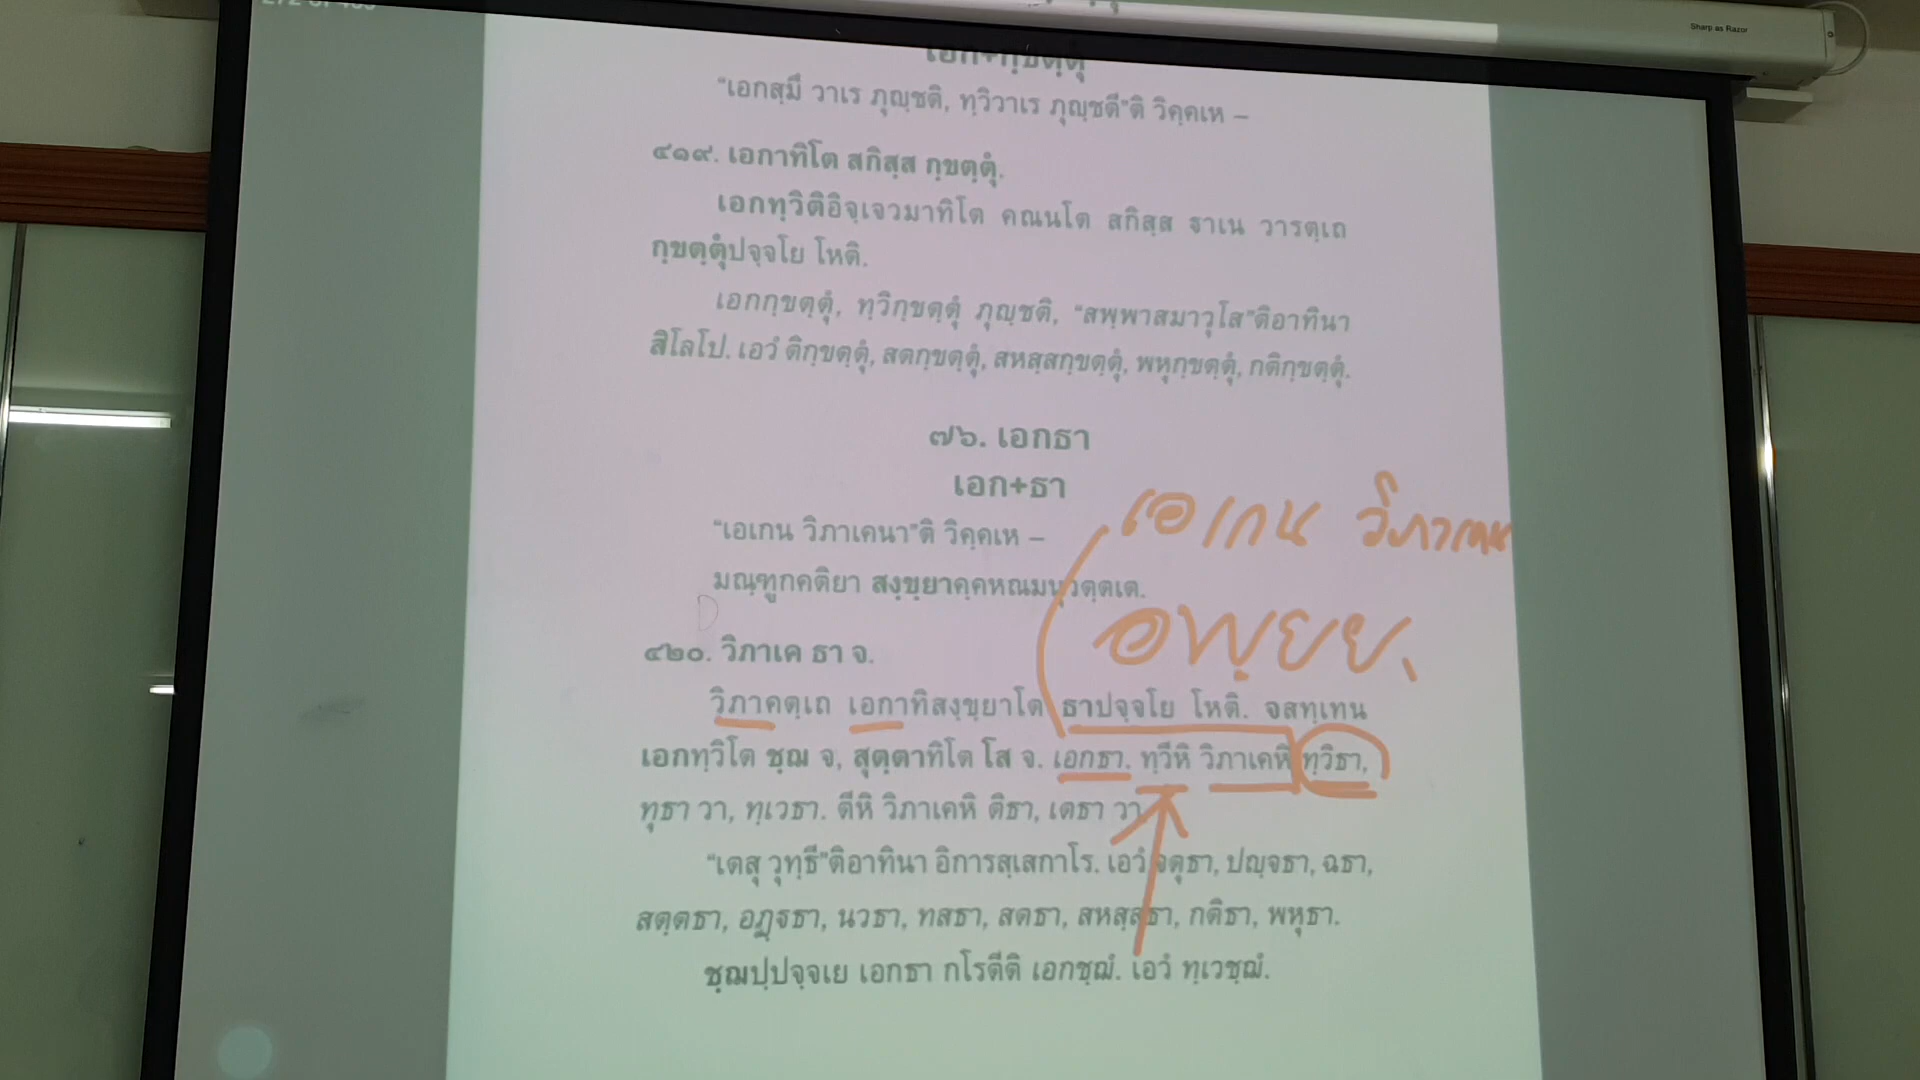 Sharp as Razor
เอก+กฺขตฺตุํ
“เอกสฺมึ วาเร ภุญฺชติ, ทฺวิวาเร ภุญฺชตี”ติ วิคฺคเห –
๔๑๙. เอกาทิโต สกิสฺส กฺขตฺตุํ.
เอกทฺวิติอิจฺเจวมาทิโต คณนโต สกิสฺส ฐาเน วารตฺเถ
กฺขตฺตุํปจฺจโย โหติ.
เอกกฺขตฺตุํ, ทฺวิกฺขตฺตุํ ภุญฺชติ, “สพฺพาสมาวุโส”ติอาทินา
สิโลโป. เอวํ ติกฺขตฺตุํ, สตกฺขตฺตุํ, สหสฺสกฺขตฺตุํ, พหุกฺขตฺตุํ, กติกฺขตฺตุํ.
๗๖. เอกธา
เอก+ธา
“เอเกน วิภาเคนา”ติ วิคฺคเห –
เอเกน วิภาเคน
มณฺฑูกคติยา สงฺขฺยาคฺคหณมนุวตฺตเต.
อพฺยย.
๔๒๐. วิภาเค ธา จ.
วิภาคตฺเถ เอกาทิสงฺขฺยาโต ธาปจฺจโย โหติ. จสทฺเทน
เอกทฺวิโต ชฺฌ จ, สุตฺตาทิโต โส จ. เอกธา. ทฺวีหิ วิภาเคหิ ทฺวิธา,
ทุธา วา, ทฺเวธา. ตีหิ วิภาเคหิ ติธา, เตธา วา
“เตสุ วุทฺธี”ติอาทินา อิการสฺเสกาโร. เอวํ จตุธา, ปญฺจธา, ฉธา,
สตฺตธา, อฏฺฐธา, นวธา, ทสธา, สตธา, สหสฺสธา, กติธา, พหุธา.
ชฺฌปฺปจฺจเย เอกธา กโรตีติ เอกชฺฌํ. เอวํ ทฺเวชฺฌํ.